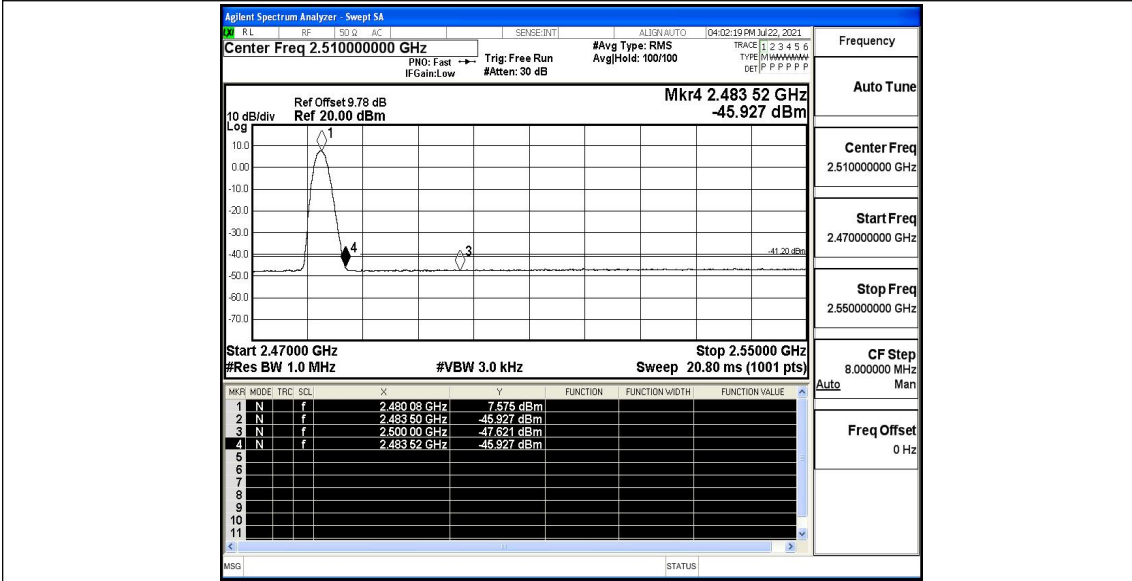 Agilent Spectrum Analyzer - Swept SA
RL RF 50 Ω AC SENSE:INT ALIGN AUTO 04:02:19 PM Jul 22, 2021
Center Freq 2.510000000 GHz
#Avg Type: RMS
TRACE 1 2 3 4 5 6
PNO: Fast Trig: Free Run Avg|Hold: 100/100
IFGain:Low #Atten: 30 dB
DET P P P P P P
Mkr4 2.483 52 GHz
-45.927 dBm
Ref Offset 9.78 dB
10 dB/div Ref 20.00 dBm
Log
1
10.0
0.00
-10.0
-20.0
-30.0
4
3
-41.20 dBm
-40.0
-50.0
-60.0
-70.0
Start 2.47000 GHz Stop 2.55000 GHz
#Res BW 1.0 MHz #VBW 3.0 kHz Sweep 20.80 ms (1001 pts)
MKR MODE TRC SCL X Y FUNCTION FUNCTION WIDTH FUNCTION VALUE
1 N f 2.480 08 GHz 7.575 dBm
2 N f 2.483 50 GHz -45.927 dBm
3 N f 2.500 00 GHz -47.621 dBm
4 N f 2.483 52 GHz -45.927 dBm
5
6
7
8
9
10
11
MSG STATUS
Frequency
Auto Tune
Center Freq
2.510000000 GHz
Start Freq
2.470000000 GHz
Stop Freq
2.550000000 GHz
CF Step
8.000000 MHz
Auto Man
Freq Offset
0 Hz